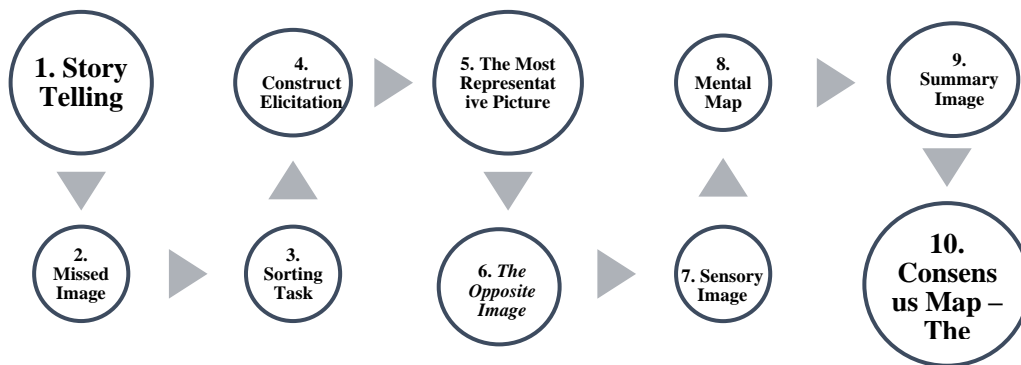 1. Story
Telling
2.
Missed
Image
3.
Sorting
Task
4.
Construct
Elicitation
5. The Most
Representat
ive Picture
6. The
Opposite
Image
7. Sensory
Image
8.
Mental
Map
9.
Summary
Image
10.
Consens
us Map –
The